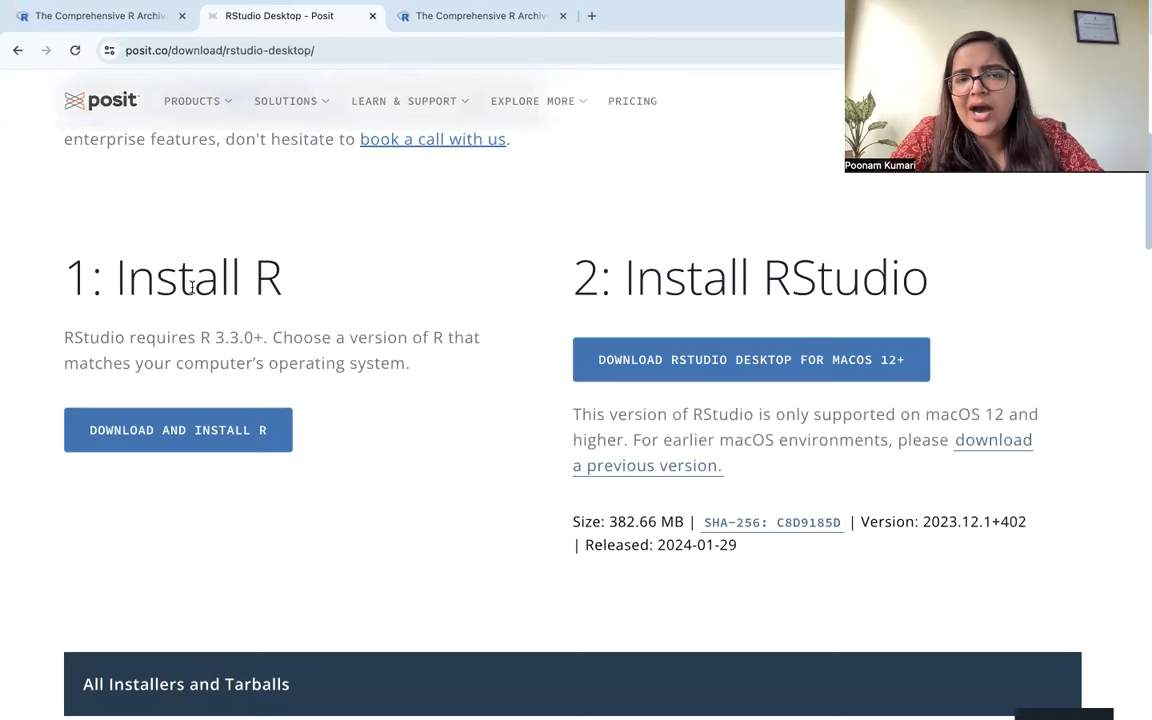 The Comprehensive R Archiv
RStudio Desktop - Posit
The Comprehensive R Archiv
posit.co/download/rstudio-desktop/
posit
PRODUCTS
SOLUTIONS
LEARN & SUPPORT
EXPLORE MORE
PRICING
Poonam Kumari
enterprise features, don't hesitate to book a call with us.
1: Install R
RStudio requires R 3.3.0+. Choose a version of R that
matches your computer's operating system.
DOWNLOAD AND INSTALL R
2: Install RStudio
DOWNLOAD RSTUDIO DESKTOP FOR MACOS 12+
This version of RStudio is only supported on macOS 12 and
higher. For earlier macOS environments, please download
a previous version.
Size: 382.66 MB | SHA-256: C8D9185D | Version: 2023.12.1+402
| Released: 2024-01-29
All Installers and Tarballs